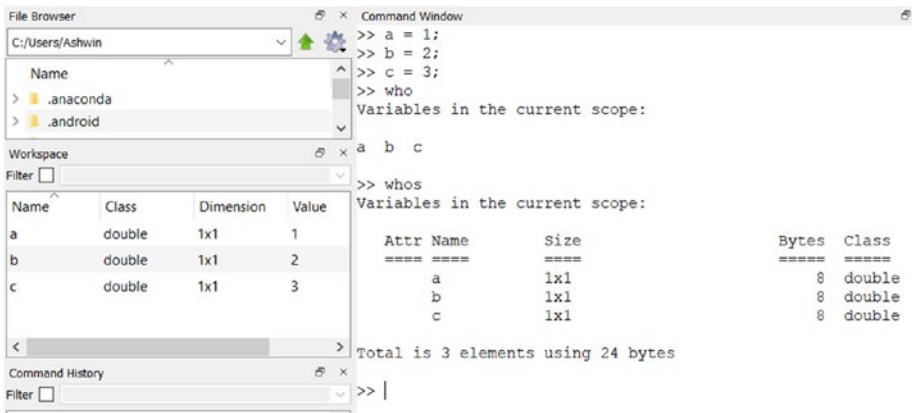 File Browser
C:/Users/Ashwin
Name
.anaconda
.android
Workspace
Filter
Name Class Dimension Value
a double 1x1 1
b double 1x1 2
c double 1x1 3
Command History
Filter
Command Window
>> a = 1;
>> b = 2;
>> c = 3;
>> who
Variables in the current scope:
a b c
>> whos
Variables in the current scope:
Attr Name Size Bytes Class
==== ==== ==== ===== =====
a 1x1 8 double
b 1x1 8 double
c 1x1 8 double
Total is 3 elements using 24 bytes
>>